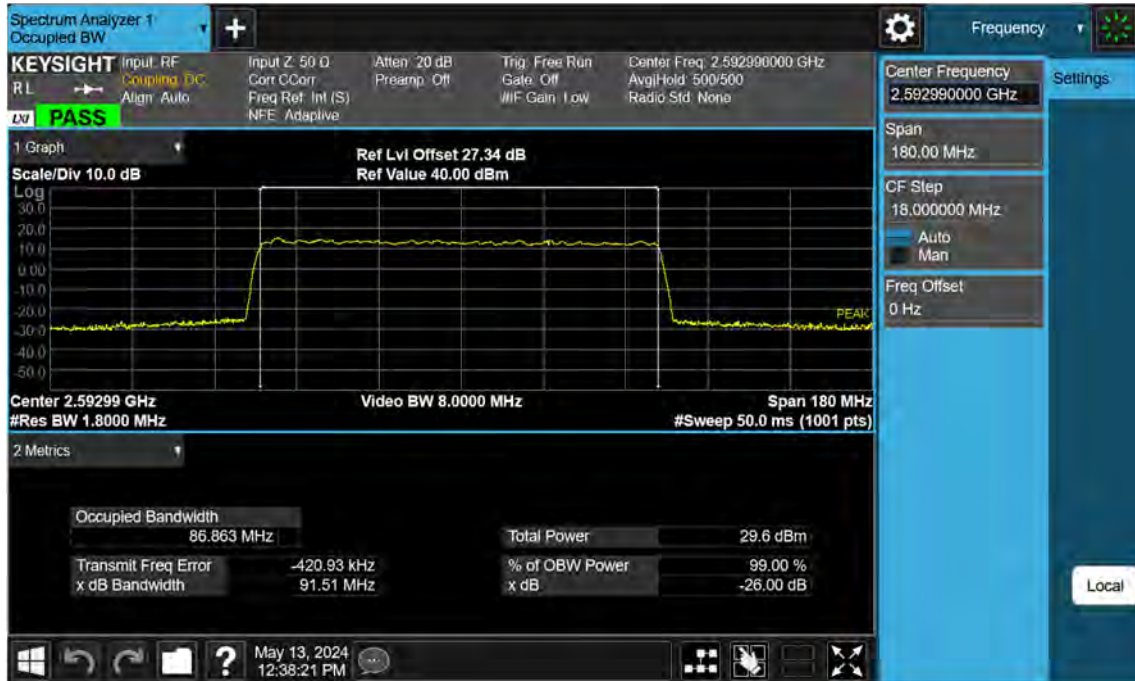 Spectrum Analyzer 1
Occupied BW
+
Frequency
KEYSIGHT
RL
LXI PASS
Input: RF
Coupling: DC
Align: Auto
Input Z: 50 Ω
Corr CCorr
Freq Ref: Int (S)
NFE: Adaptive
Atten: 20 dB
Preamp: Off
Trig: Free Run
Gate: Off
#IF Gain: Low
Center Freq: 2.592990000 GHz
Avg|Hold: 500/500
Radio Std: None
Center Frequency
2.592990000 GHz
Settings
Span
180.00 MHz
CF Step
18.000000 MHz
Auto
Man
Freq Offset
0 Hz
1 Graph
Scale/Div 10.0 dB
Ref Lvl Offset 27.34 dB
Ref Value 40.00 dBm
Log
30.0
20.0
10.0
0.00
-10.0
-20.0
-30.0
-40.0
-50.0
PEAK
Center 2.59299 GHz
Video BW 8.0000 MHz
Span 180 MHz
#Res BW 1.8000 MHz
#Sweep 50.0 ms (1001 pts)
2 Metrics
Occupied Bandwidth
86.863 MHz
Total Power 29.6 dBm
Transmit Freq Error -420.93 kHz
% of OBW Power 99.00 %
x dB Bandwidth 91.51 MHz
x dB -26.00 dB
Local
?
May 13, 2024
12:38:21 PM